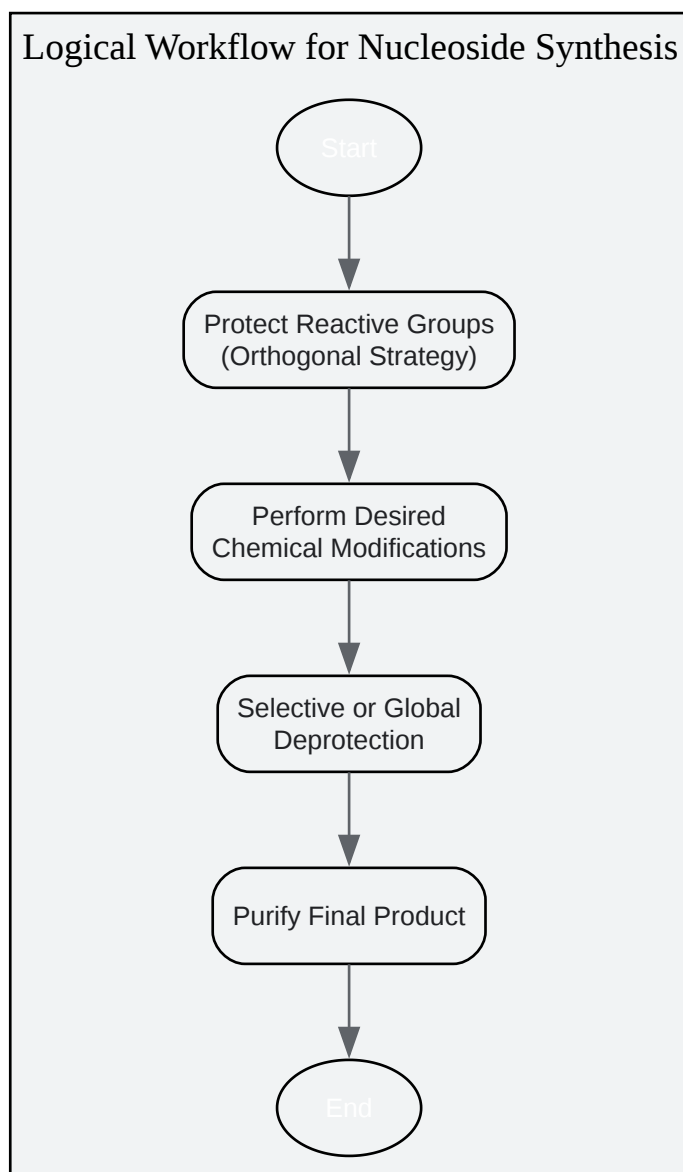 Logical Workflow for Nucleoside Synthesis
Start
Protect Reactive Groups
(Orthogonal Strategy)
Perform Desired
Chemical Modifications
Selective or Global
Deprotection
Purify Final Product
End